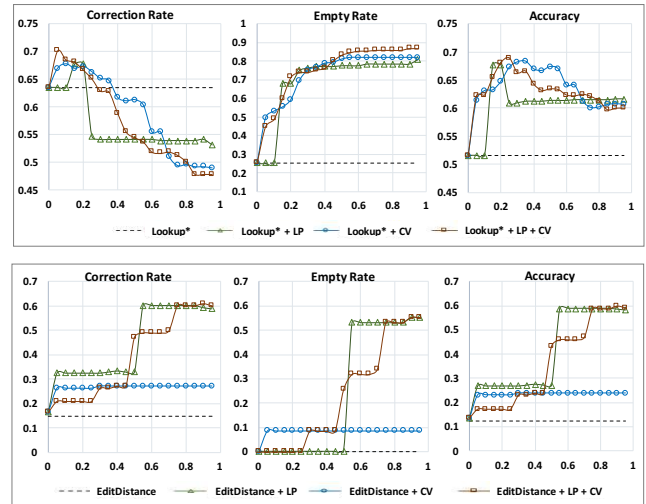 Correction Rate Empty Rate Accuracy
0.75 1 0.75
0.9
0.7 0.8 0.7
0.65 0.7 0.65
0.6 0.6 0.6
0.5
0.55 0.4 0.55
0.5 0.3 0.5
0.2
0.45 0.1 0.45
0 0.2 0.4 0.6 0.8 1 0 0.2 0.4 0.6 0.8 1 0 0.2 0.4 0.6 0.8 1
Lookup* Lookup* + LP Lookup* + CV Lookup* + LP + CV
Correction Rate Empty Rate Accuracy
0.7 0.7 0.7
0.6 0.6 0.6
0.5 0.5 0.5
0.4 0.4 0.4
0.3 0.3 0.3
0.2 0.2 0.2
0.1 0.1 0.1
0 0 0
0 0.2 0.4 0.6 0.8 1 0 0.2 0.4 0.6 0.8 1 0 0.2 0.4 0.6 0.8 1
EditDistance EditDistance + LP EditDistance + CV EditDistance + LP + CV